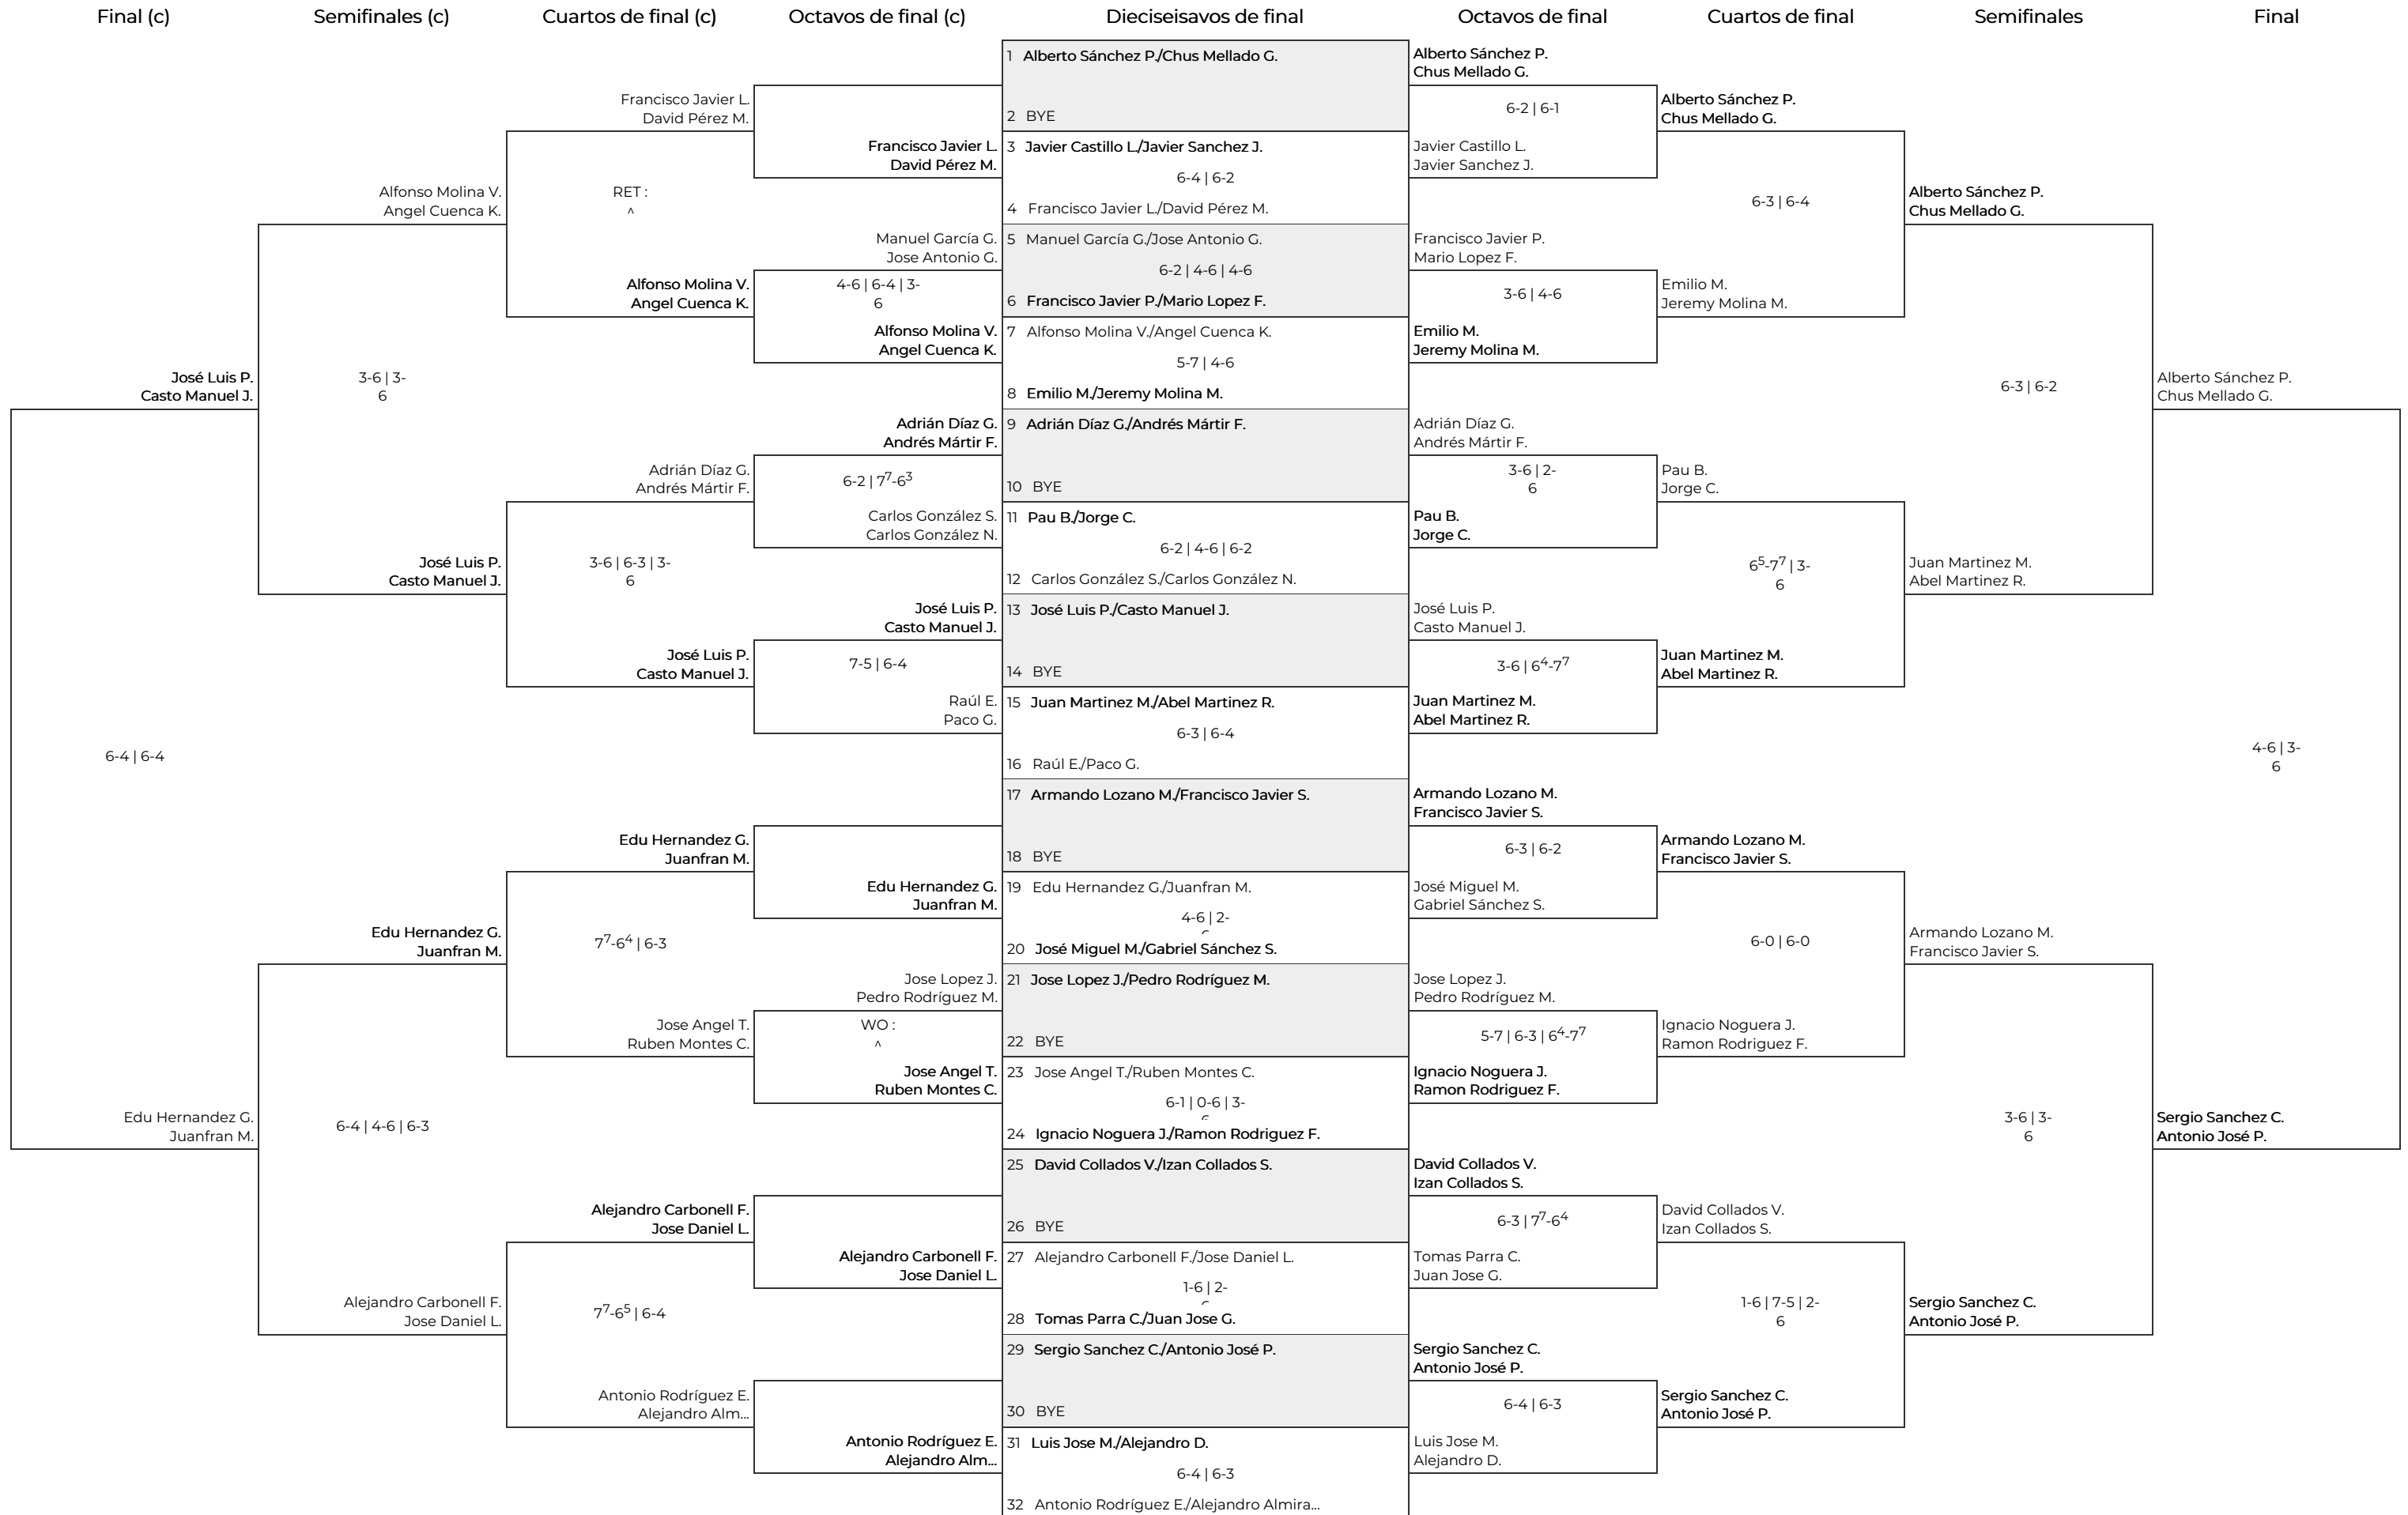 Final (c)
Semifinales (c)
Cuartos de final (c)
Octavos de final (c)
Dieciseisavos de final
Octavos de final
Cuartos de final
Semifinales
Final
José Luis P.
Casto Manuel J.
6-4 | 6-4
Edu Hernandez G.
Juanfran M.
Alfonso Molina V.
Angel Cuenca K.
3-6 | 3-
6
José Luis P.
Casto Manuel J.
Edu Hernandez G.
Juanfran M.
6-4 | 4-6 | 6-3
Alejandro Carbonell F.
Jose Daniel L.
Francisco Javier L.
David Pérez M.
RET :
^
Alfonso Molina V.
Angel Cuenca K.
Adrián Díaz G.
Andrés Mártir F.
3-6 | 6-3 | 3-
6
José Luis P.
Casto Manuel J.
Edu Hernandez G.
Juanfran M.
7⁷-6⁴ | 6-3
Jose Angel T.
Ruben Montes C.
Alejandro Carbonell F.
Jose Daniel L.
7⁷-6⁵ | 6-4
Antonio Rodríguez E.
Alejandro Alm...
Francisco Javier L.
David Pérez M.
Manuel García G.
Jose Antonio G.
4-6 | 6-4 | 3-
6
Alfonso Molina V.
Angel Cuenca K.
Adrián Díaz G.
Andrés Mártir F.
6-2 | 7⁷-6³
Carlos González S.
Carlos González N.
José Luis P.
Casto Manuel J.
7-5 | 6-4
Raúl E.
Paco G.
Edu Hernandez G.
Juanfran M.
Jose Lopez J.
Pedro Rodríguez M.
WO :
^
Jose Angel T.
Ruben Montes C.
Alejandro Carbonell F.
Jose Daniel L.
Antonio Rodríguez E.
Alejandro Alm...
1 Alberto Sánchez P./Chus Mellado G.
2 BYE
3 Javier Castillo L./Javier Sanchez J.
6-4 | 6-2
4 Francisco Javier L./David Pérez M.
5 Manuel García G./Jose Antonio G.
6-2 | 4-6 | 4-6
6 Francisco Javier P./Mario Lopez F.
7 Alfonso Molina V./Angel Cuenca K.
5-7 | 4-6
8 Emilio M./Jeremy Molina M.
9 Adrián Díaz G./Andrés Mártir F.
10 BYE
11 Pau B./Jorge C.
6-2 | 4-6 | 6-2
12 Carlos González S./Carlos González N.
13 José Luis P./Casto Manuel J.
14 BYE
15 Juan Martinez M./Abel Martinez R.
6-3 | 6-4
16 Raúl E./Paco G.
17 Armando Lozano M./Francisco Javier S.
18 BYE
19 Edu Hernandez G./Juanfran M.
4-6 | 2-
20 José Miguel M./Gabriel Sánchez S.
21 Jose Lopez J./Pedro Rodríguez M.
22 BYE
23 Jose Angel T./Ruben Montes C.
6-1 | 0-6 | 3-
24 Ignacio Noguera J./Ramon Rodriguez F.
25 David Collados V./Izan Collados S.
26 BYE
27 Alejandro Carbonell F./Jose Daniel L.
1-6 | 2-
28 Tomas Parra C./Juan Jose G.
29 Sergio Sanchez C./Antonio José P.
30 BYE
31 Luis Jose M./Alejandro D.
6-4 | 6-3
32 Antonio Rodríguez E./Alejandro Almira...
Alberto Sánchez P.
Chus Mellado G.
6-2 | 6-1
Javier Castillo L.
Javier Sanchez J.
Francisco Javier P.
Mario Lopez F.
3-6 | 4-6
Emilio M.
Jeremy Molina M.
Adrián Díaz G.
Andrés Mártir F.
3-6 | 2-
6
Pau B.
Jorge C.
José Luis P.
Casto Manuel J.
3-6 | 6⁴-7⁷
Juan Martinez M.
Abel Martinez R.
Armando Lozano M.
Francisco Javier S.
6-3 | 6-2
José Miguel M.
Gabriel Sánchez S.
Jose Lopez J.
Pedro Rodríguez M.
5-7 | 6-3 | 6⁴-7⁷
Ignacio Noguera J.
Ramon Rodriguez F.
David Collados V.
Izan Collados S.
6-3 | 7⁷-6⁴
Tomas Parra C.
Juan Jose G.
Sergio Sanchez C.
Antonio José P.
6-4 | 6-3
Luis Jose M.
Alejandro D.
Alberto Sánchez P.
Chus Mellado G.
6-3 | 6-4
Emilio M.
Jeremy Molina M.
Pau B.
Jorge C.
6⁵-7⁷ | 3-
6
Juan Martinez M.
Abel Martinez R.
Armando Lozano M.
Francisco Javier S.
6-0 | 6-0
Ignacio Noguera J.
Ramon Rodriguez F.
David Collados V.
Izan Collados S.
1-6 | 7-5 | 2-
6
Sergio Sanchez C.
Antonio José P.
Alberto Sánchez P.
Chus Mellado G.
6-3 | 6-2
Juan Martinez M.
Abel Martinez R.
Armando Lozano M.
Francisco Javier S.
3-6 | 3-
6
Sergio Sanchez C.
Antonio José P.
Alberto Sánchez P.
Chus Mellado G.
4-6 | 3-
6
Sergio Sanchez C.
Antonio José P.